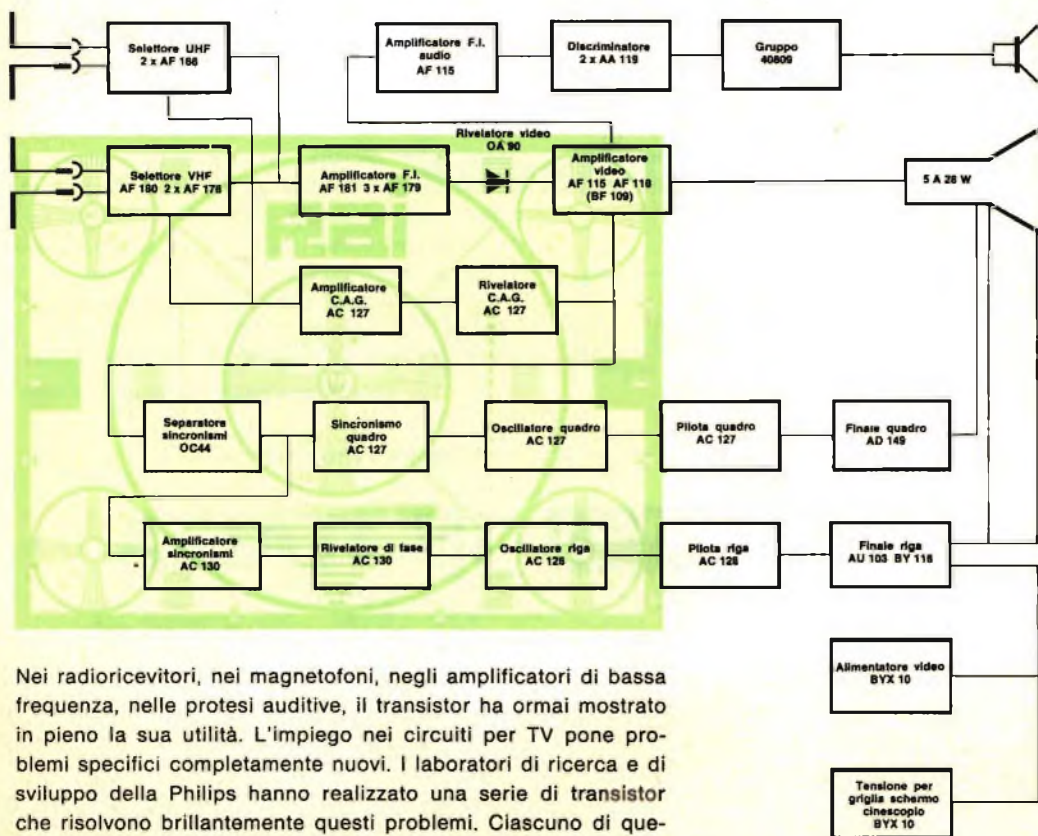 Selettore UHF
2 x AF 186
Amplificatore F.I.
audio
AF 115
Discriminatore
2 x AA 119
Gruppo
40809
Selettore VHF
AF 180 2 x AF 178
Amplificatore F.I.
AF 181 3 x AF 179
Rivelatore video
OA 90
Amplificatore
video
AF 115 AF 118
(BF 109)
5 A 28 W
Rai
Amplificatore
C.A.G.
AC 127
Rivelatore
C.A.G.
AC 127
Separatore
sincronismi
OC44
Sincronismo
quadro
AC 127
Oscillatore quadro
AC 127
Pilota quadro
AC 127
Finale quadro
AD 149
Amplificatore
sincronismi
AC 130
Rivelatore di fase
AC 130
Oscillatore riga
AC 128
Pilota riga
AC 128
Finale riga
AU 103 BY 118
Alimentatore video
BYX 10
Tensione per
griglia schermo
cinescopio
BYX 10
Nei radioricevitori, nei magnetofoni, negli amplificatori di bassa
frequenza, nelle protesi auditive, il transistor ha ormai mostrato
in pieno la sua utilità. L'impiego nei circuiti per TV pone pro-
blemi specifici completamente nuovi. I laboratori di ricerca e di
sviluppo della Philips hanno realizzato una serie di transistor
che risolvono brillantemente questi problemi. Ciascuno di que-